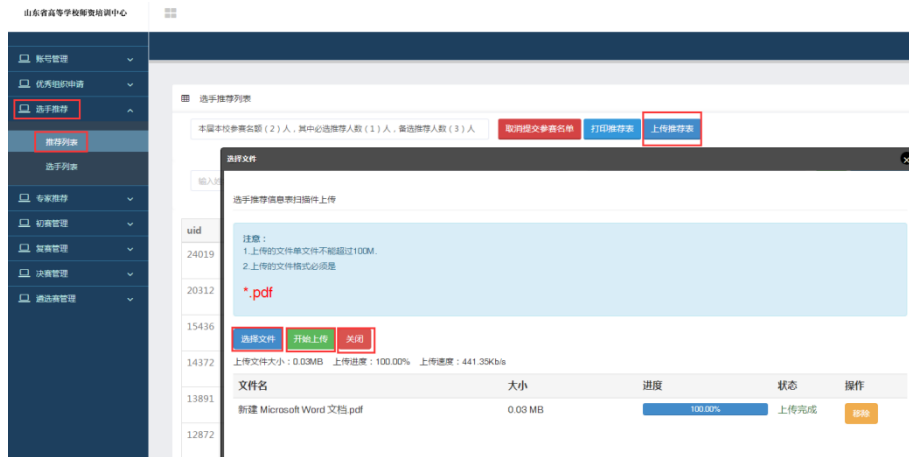 山东省高等学校师资培训中心
账号管理
优秀组织申请
选手推荐
推荐列表
选手列表
专家推荐
初赛管理
复赛管理
决赛管理
遴选赛管理
选手推荐列表
本届本校参赛名额（2）人，其中必选推荐人数（1）人，备选推荐人数（3）人
取消提交参赛名单 打印推荐表 上传推荐表
选择文件
输入姓
选手推荐信息表扫描件上传
注意：
1.上传的文件单文件不能超过100M.
2.上传的文件格式必须是
*.pdf
选择文件 开始上传 关闭
上传文件大小：0.03MB 上传进度：100.00% 上传速度：441.35Kb/s
文件名 大小 进度 状态 操作
新建 Microsoft Word 文档.pdf 0.03 MB 100.00% 上传完成 移除
uid
24019
20312
15436
14372
13891
12872